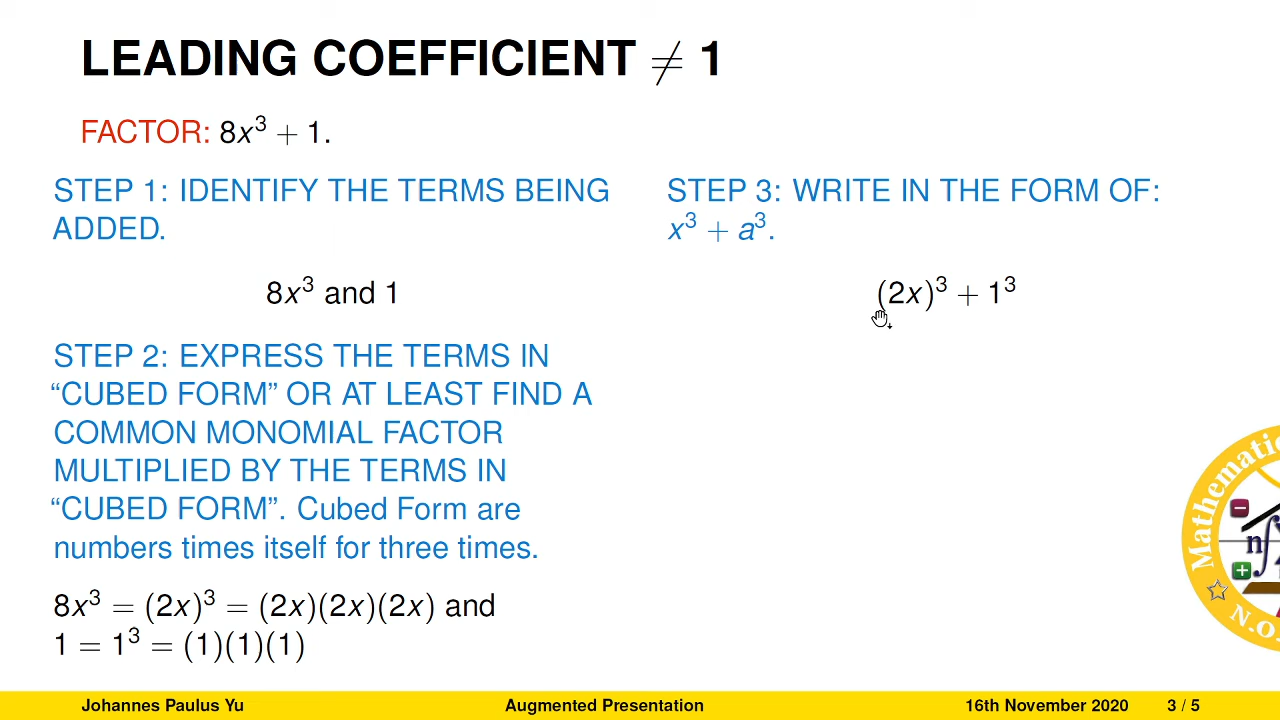 LEADING COEFFICIENT ≠ 1
FACTOR: 8x³ + 1.
STEP 1: IDENTIFY THE TERMS BEING
ADDED.
8x³ and 1
STEP 2: EXPRESS THE TERMS IN
“CUBED FORM” OR AT LEAST FIND A
COMMON MONOMIAL FACTOR
MULTIPLIED BY THE TERMS IN
“CUBED FORM”. Cubed Form are
numbers times itself for three times.
8x³ = (2x)³ = (2x)(2x)(2x) and
1 = 1³ = (1)(1)(1)
STEP 3: WRITE IN THE FORM OF:
x³ + a³.
(2x)³ + 1³
Mathematic
N.O.
Johannes Paulus Yu Augmented Presentation 16th November 2020 3 / 5